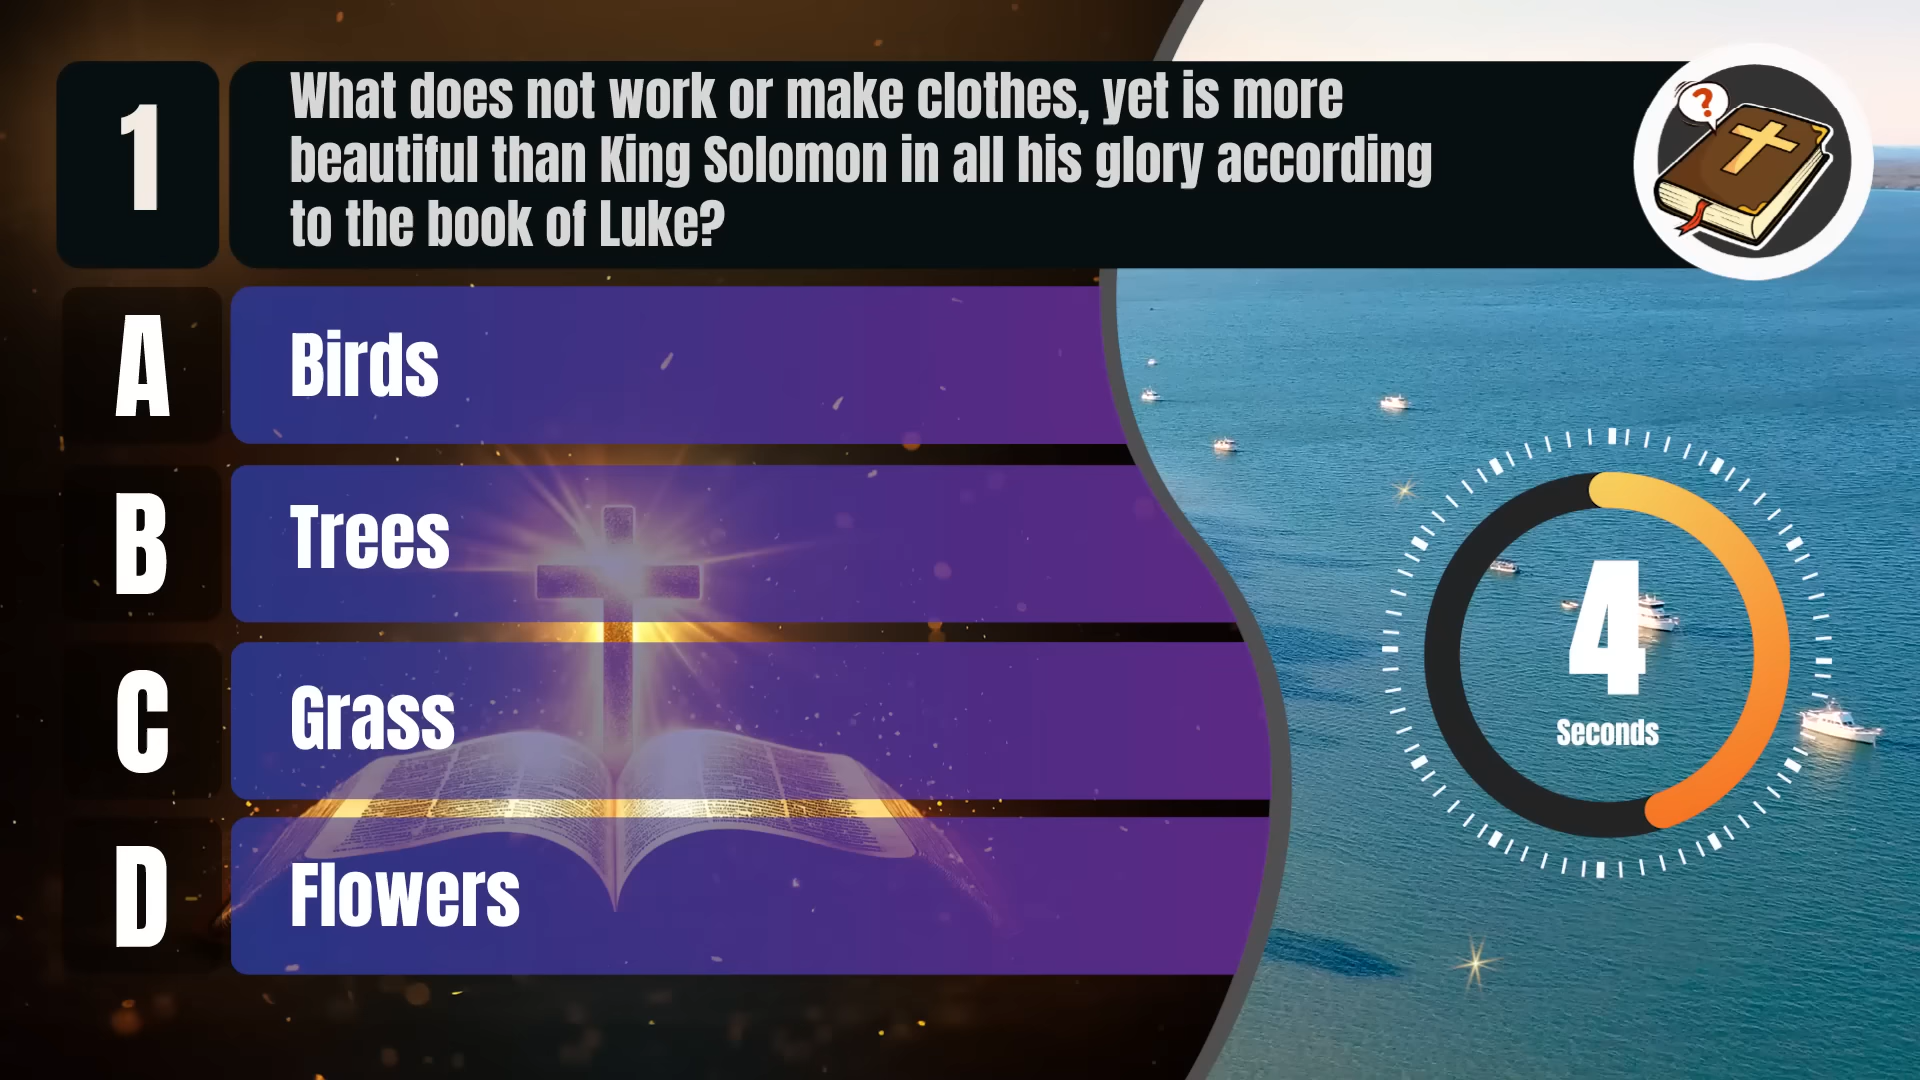 1
What does not work or make clothes, yet is more
beautiful than King Solomon in all his glory according
to the book of Luke?
?
A
Birds
B
Trees
C
Grass
D
Flowers
4
Seconds